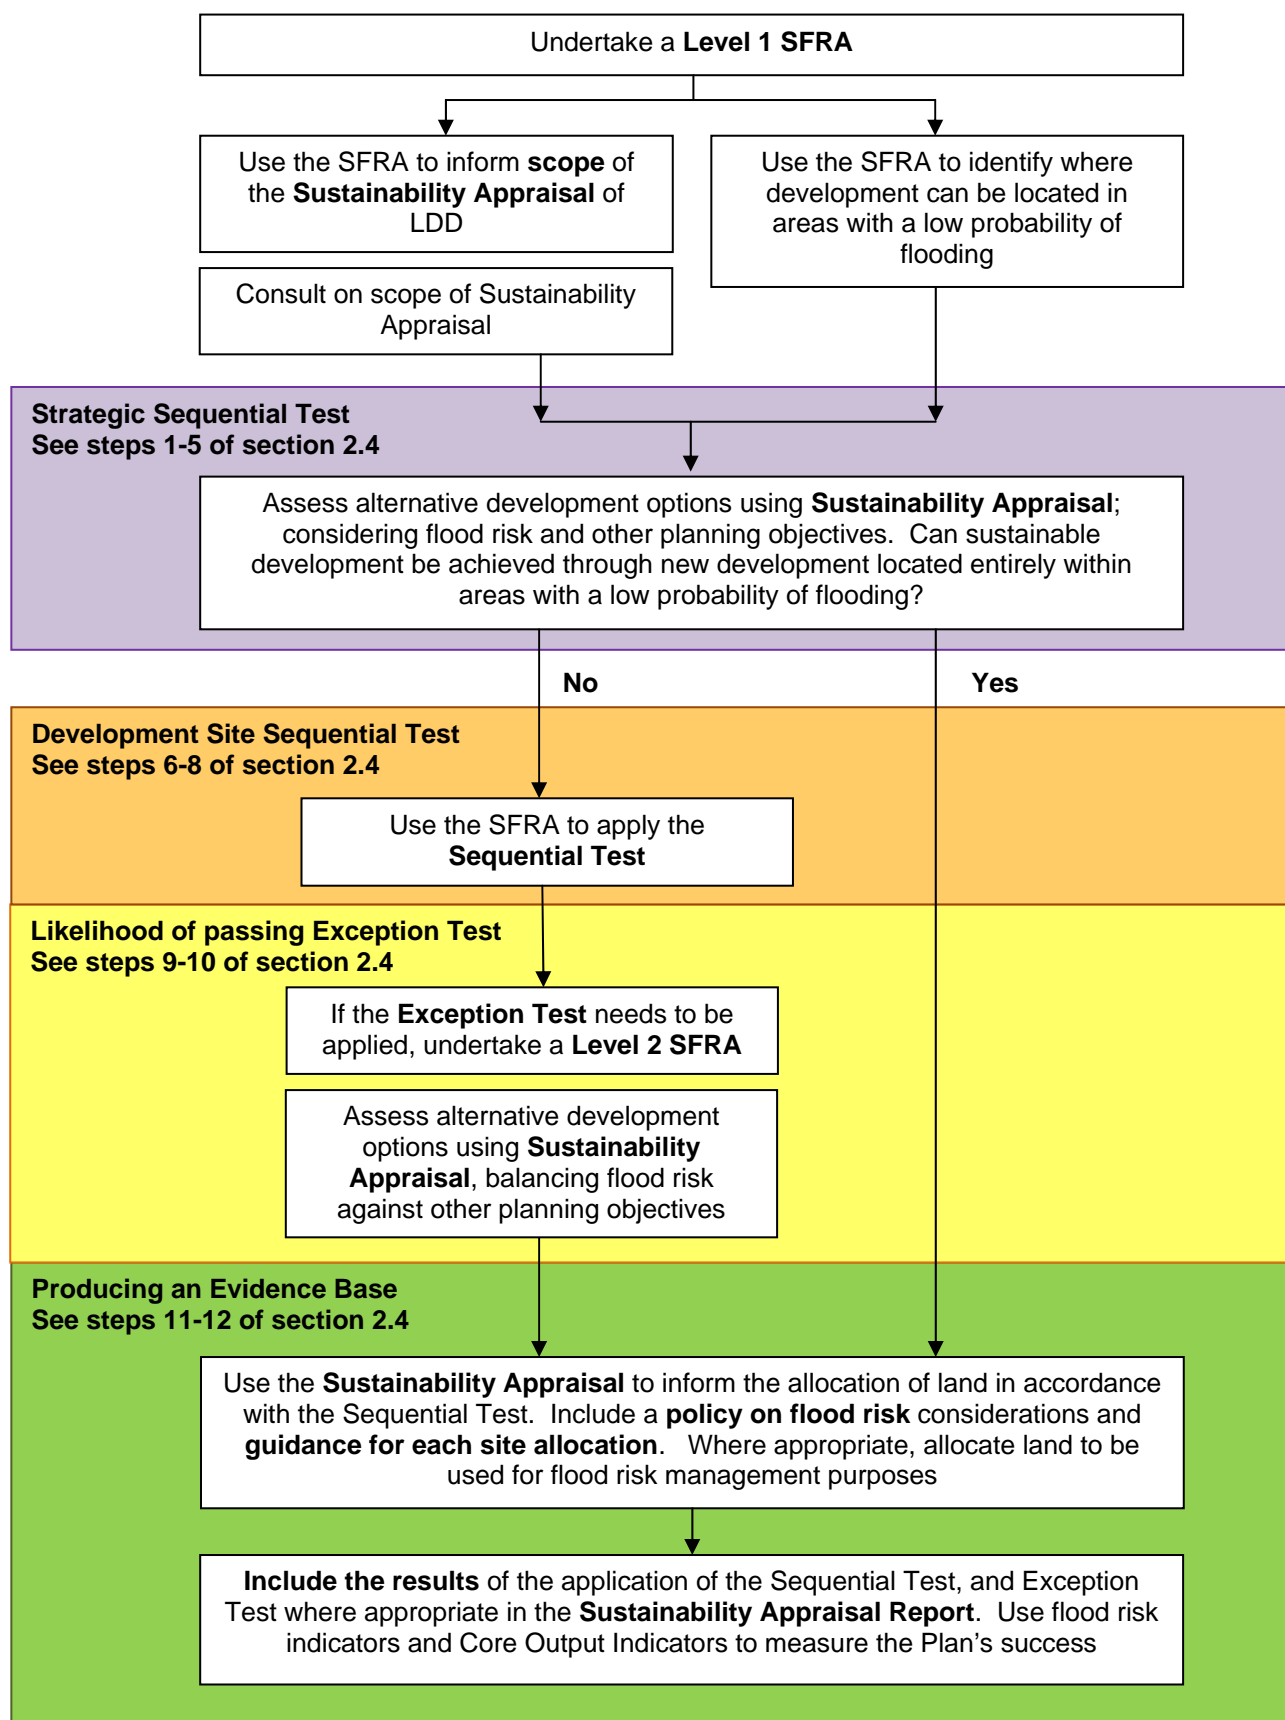 Undertake a Level 1 SFRA
Use the SFRA to inform scope of
the Sustainability Appraisal of
LDD
Use the SFRA to identify where
development can be located in
areas with a low probability of
flooding
Consult on scope of Sustainability
Appraisal
Strategic Sequential Test
See steps 1-5 of section 2.4
Assess alternative development options using Sustainability Appraisal;
considering flood risk and other planning objectives.  Can sustainable
development be achieved through new development located entirely within
areas with a low probability of flooding?
No
Yes
Development Site Sequential Test
See steps 6-8 of section 2.4
Use the SFRA to apply the
Sequential Test
Likelihood of passing Exception Test
See steps 9-10 of section 2.4
If the Exception Test needs to be
applied, undertake a Level 2 SFRA
Assess alternative development
options using Sustainability
Appraisal, balancing flood risk
against other planning objectives
Producing an Evidence Base
See steps 11-12 of section 2.4
Use the Sustainability Appraisal to inform the allocation of land in accordance
with the Sequential Test.  Include a policy on flood risk considerations and
guidance for each site allocation.   Where appropriate, allocate land to be
used for flood risk management purposes
Include the results of the application of the Sequential Test, and Exception
Test where appropriate in the Sustainability Appraisal Report.  Use flood risk
indicators and Core Output Indicators to measure the Plan’s success